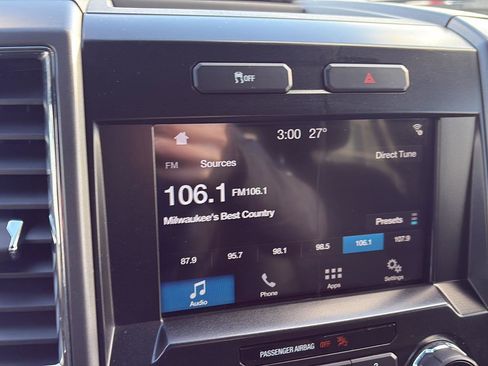 OFF
3:00 27°
FM Sources Direct Tune
106.1 FM106.1
Milwaukee's Best Country
Presets
87.9 95.7 98.1 98.5 106.1 107.9
Audio Phone Apps Settings
PASSENGER AIRBAG OFF